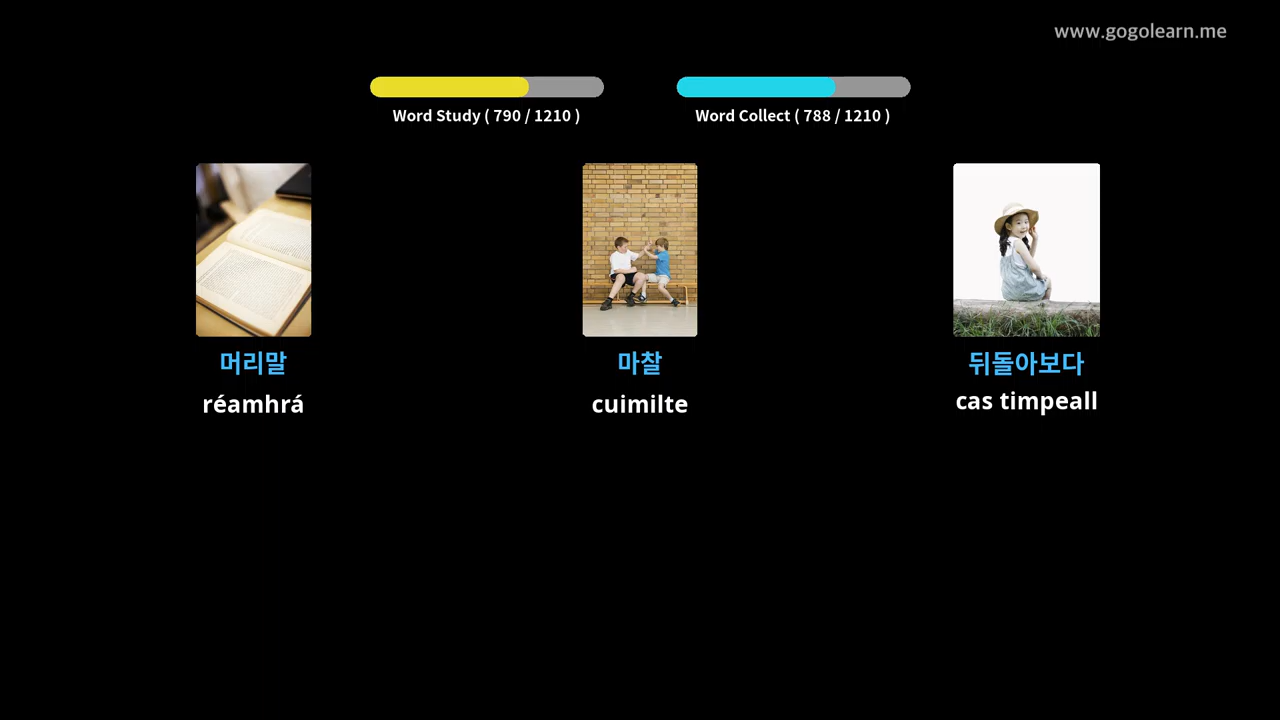 www.gogolearn.me
Word Study ( 790 / 1210 )
Word Collect ( 788 / 1210 )
머리말
réamhrá
마찰
cuimilte
뒤돌아보다
cas timpeall